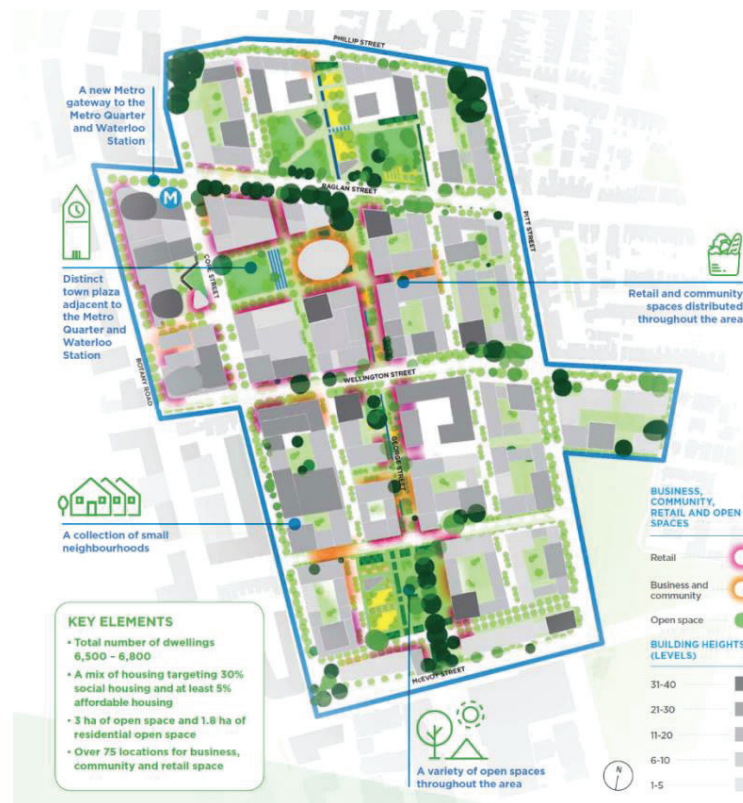 PHILLIP STREET
A new Metro
gateway to the
Metro Quarter
and Waterloo
Station
M
RAGLAN STREET
PITT STREET
COPE STREET
Distinct
town plaza
adjacent to
the Metro
Quarter and
Waterloo
Station
Retail and community
spaces distributed
throughout the area
BOTANY ROAD
WELLINGTON STREET
GEORGE STREET
A collection of small
neighbourhoods
BUSINESS,
COMMUNITY,
RETAIL AND OPEN
SPACES
Retail
Business and
community
Open space
BUILDING HEIGHTS
(LEVELS)
31-40
21-30
11-20
6-10
1-5
KEY ELEMENTS
• Total number of dwellings
6,500 – 6,800
• A mix of housing targeting 30%
social housing and at least 5%
affordable housing
• 3 ha of open space and 1.8 ha of
residential open space
• Over 75 locations for business,
community and retail space
McEVOY STREET
A variety of open spaces
throughout the area
N